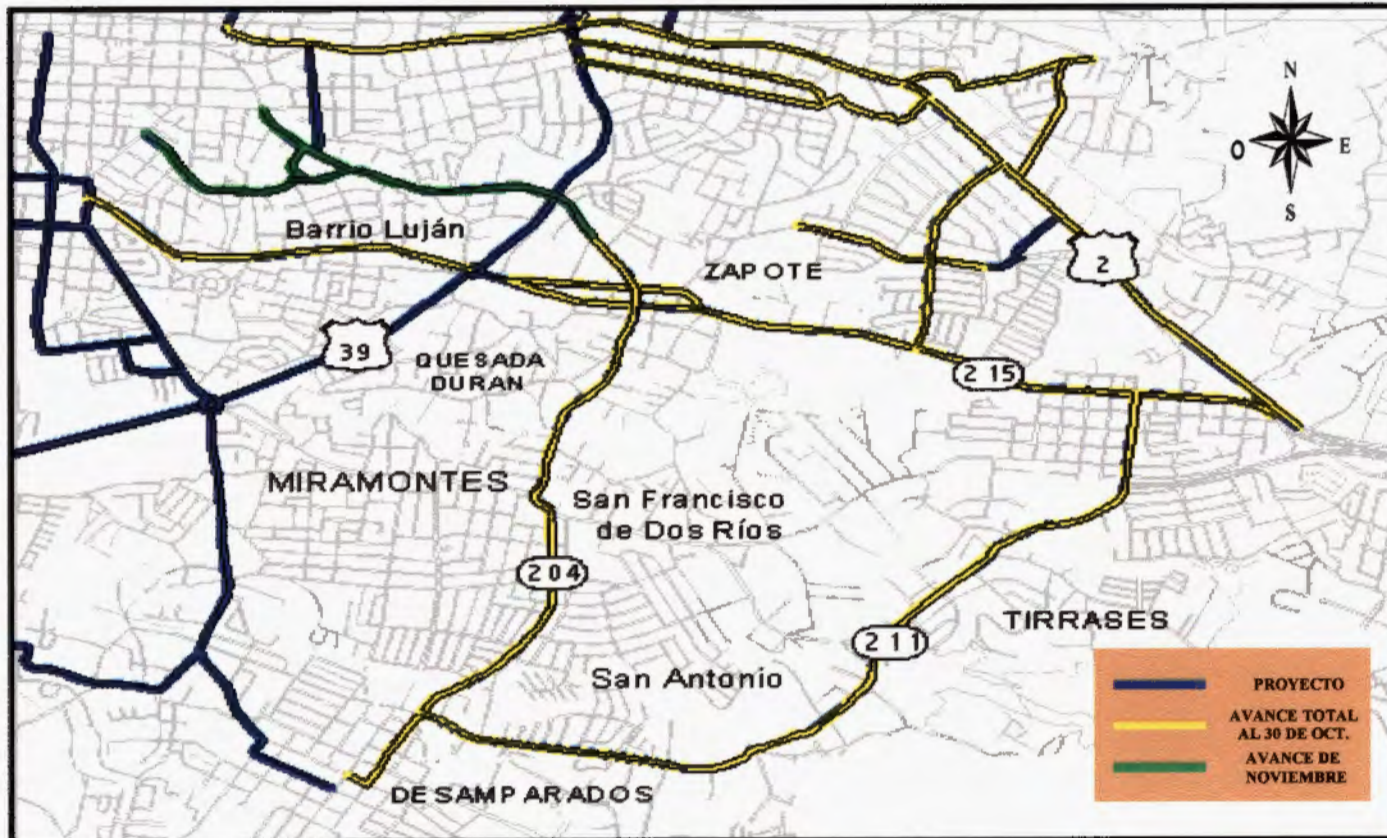 N
O
E
S
Barrio Luján
ZAPOTE
2
39
QUESADA
DURAN
215
MIRAMONTES
San Francisco
de Dos Ríos
204
TIRRASES
211
San Antonio
DESAMPARADOS
PROYECTO
AVANCE TOTAL
AL 30 DE OCT.
AVANCE DE
NOVIEMBRE